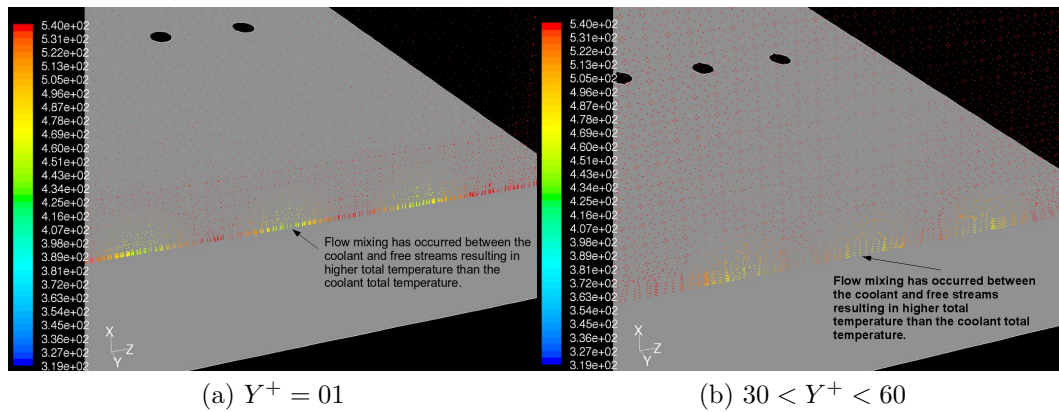 5.40e+02
5.31e+02
5.22e+02
5.14e+02
5.05e+02
4.96e+02
4.87e+02
4.78e+02
4.69e+02
4.60e+02
4.51e+02
4.43e+02
4.34e+02
4.25e+02
4.16e+02
4.07e+02
3.98e+02
3.89e+02
3.80e+02
3.72e+02
3.63e+02
3.54e+02
3.45e+02
3.36e+02
3.27e+02
3.19e+02
X
Z
Y
Flow mixing has occurred between the
coolant and free streams resulting in
higher total temperature than the
coolant total temperature.
(a) Y+ = 01
5.40e+02
5.31e+02
5.22e+02
5.13e+02
5.05e+02
4.96e+02
4.87e+02
4.78e+02
4.69e+02
4.60e+02
4.51e+02
4.43e+02
4.34e+02
4.25e+02
4.16e+02
4.07e+02
3.98e+02
3.89e+02
3.81e+02
3.72e+02
3.63e+02
3.54e+02
3.45e+02
3.36e+02
3.27e+02
3.19e+02
X
Z
Y
Flow mixing has occurred between
the coolant and free streams
resulting in higher total
temperature than the coolant total
temperature.
(b) 30 < Y+ < 60